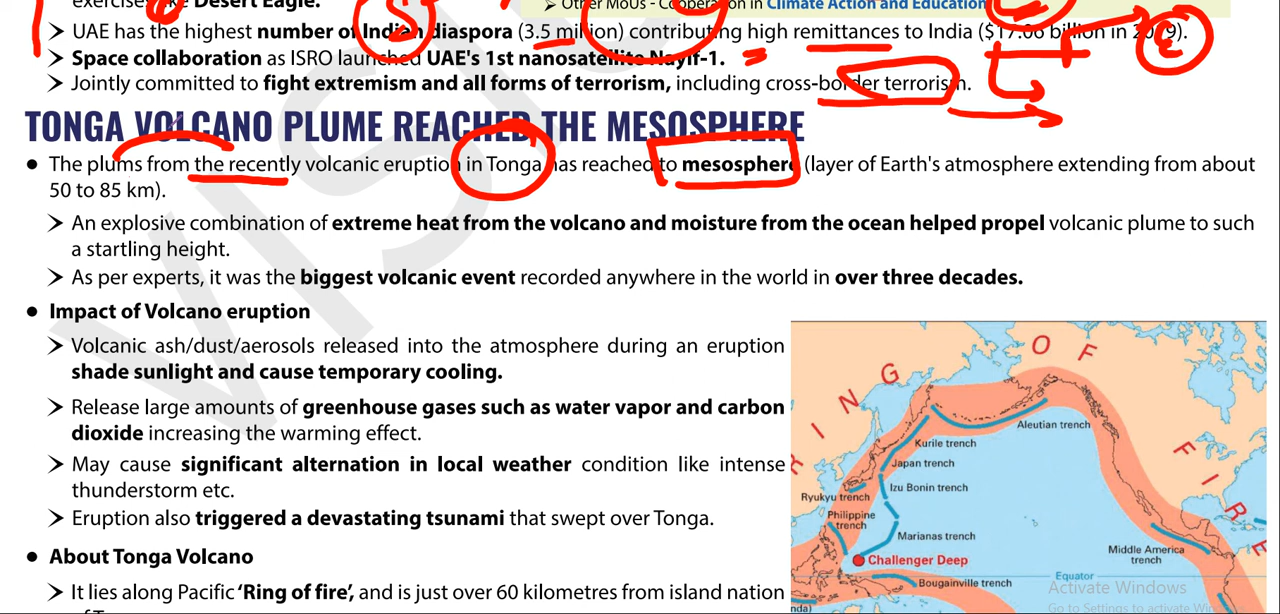 exercises like Desert Eagle.
➢ Other MoUs - Cooperation in Climate Action and Education
➢ UAE has the highest number of Indian diaspora (3.5 million) contributing high remittances to India ($17.06 billion in 2019).
➢ Space collaboration as ISRO launched UAE's 1st nanosatellite Nayif-1.
➢ Jointly committed to fight extremism and all forms of terrorism, including cross-border terrorism.
TONGA VOLCANO PLUME REACHED THE MESOSPHERE
● The plums from the recently volcanic eruption in Tonga has reached to mesosphere (layer of Earth's atmosphere extending from about
50 to 85 km).
➢ An explosive combination of extreme heat from the volcano and moisture from the ocean helped propel volcanic plume to such
a startling height.
➢ As per experts, it was the biggest volcanic event recorded anywhere in the world in over three decades.
● Impact of Volcano eruption
➢ Volcanic ash/dust/aerosols released into the atmosphere during an eruption
shade sunlight and cause temporary cooling.
➢ Release large amounts of greenhouse gases such as water vapor and carbon
dioxide increasing the warming effect.
➢ May cause significant alternation in local weather condition like intense
thunderstorm etc.
➢ Eruption also triggered a devastating tsunami that swept over Tonga.
● About Tonga Volcano
➢ It lies along Pacific 'Ring of fire', and is just over 60 kilometres from island nation
RING OF FIRE
Aleutian trench
Kurile trench
Japan trench
Izu Bonin trench
Ryukyu trench
Philippine
trench
Marianas trench
Challenger Deep
Middle America
trench
Equator
Bougainville trench
Activate Windows
Go to Settings to activate